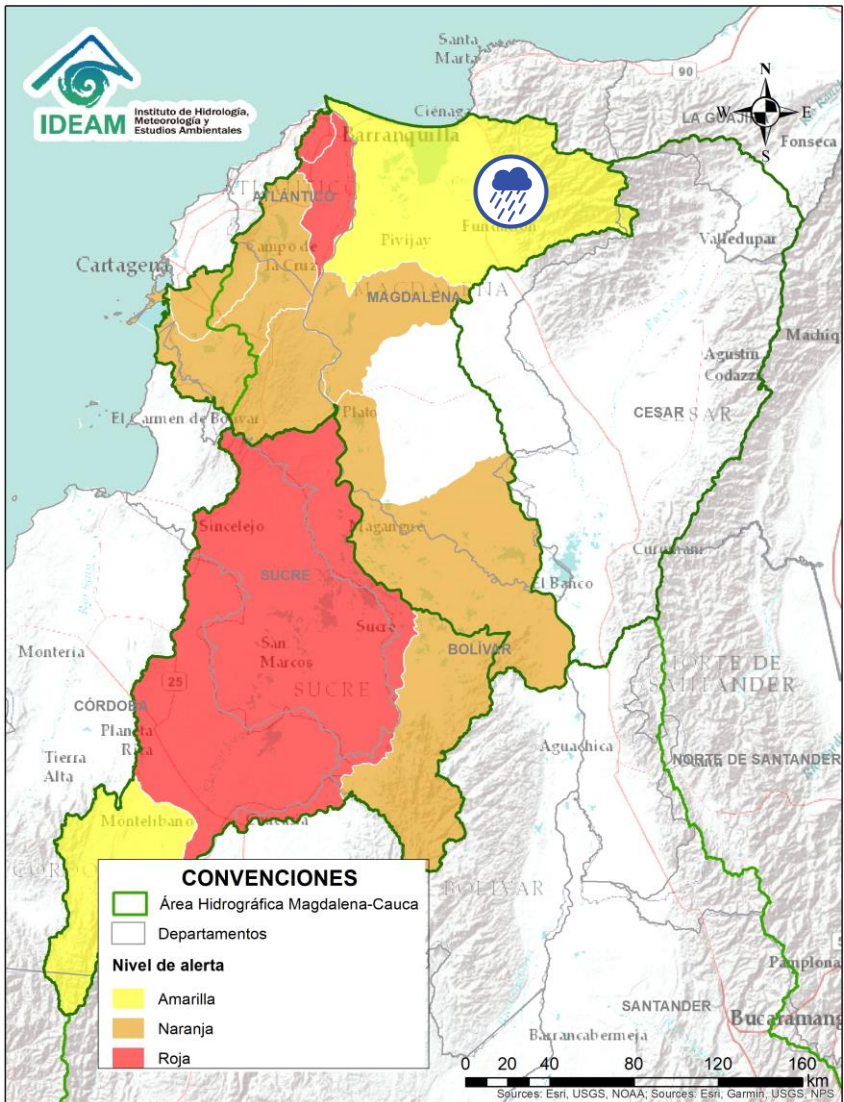 IDEAM
Instituto de Hidrología,
Meteorología y
Estudios Ambientales
Santa
Marta
90
N
W E
S
LA GUAJIRA
Ciénaga
Barranquilla
Fonseca
ATLÁNTICO
Fundación
Valledupar
Campo de
la Cruz
Pivijay
Cartagena
MAGDALENA
Agustín
Codazzi
El Carmen de Bolívar
Plato
CESAR
CESAR
Sincelejo
Magangué
SUCRE
Curumaní
El Banco
Sucre
Montería
San
Marcos
BOLÍVAR
NORTE DE
SANTANDER
25
SUCRE
CÓRDOBA
Planeta
Rica
Aguachica
Tierra
Alta
NORTE DE SANTANDER
Montelíbano
Caucasia
BOLÍVAR
CONVENCIONES
Área Hidrográfica Magdalena-Cauca
Departamentos
Nivel de alerta
Amarilla
Naranja
Roja
Pamplona
SANTANDER
Bucaramang
Barrancabermeja
0 20 40 80 120 160
km
Sources: Esri, USGS, NOAA; Sources: Esri, Garmin, USGS, NPS